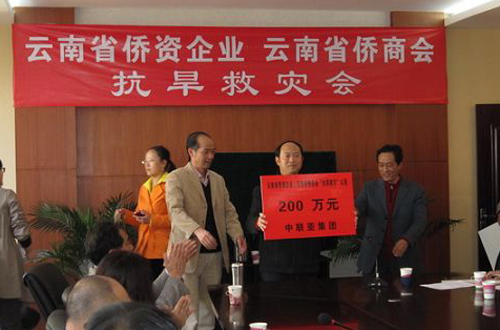 云南省侨资企业 云南省侨商会
抗旱救灾会
200 万元
中联亚集团